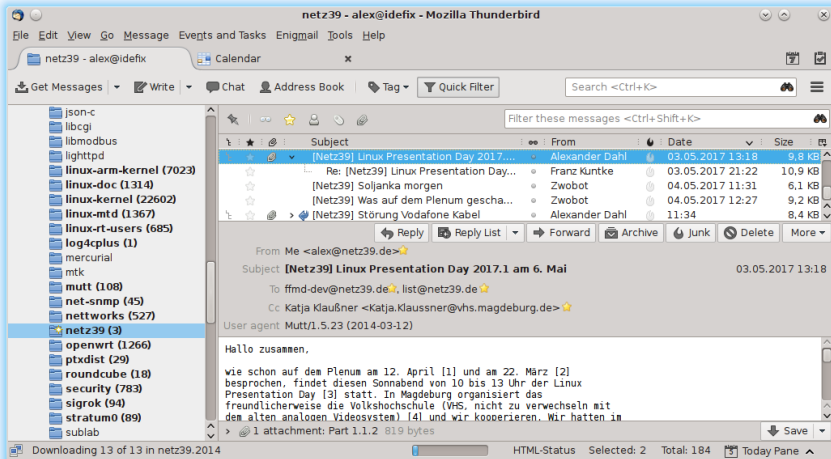 netz39 - alex@idefix - Mozilla Thunderbird
File Edit View Go Message Events and Tasks Enigmail Tools Help
netz39 - alex@idefix Calendar
Get Messages Write Chat Address Book Tag Quick Filter Search <Ctrl+K>
json-c
libcgi
libmodbus
lighttpd
linux-arm-kernel (7023)
linux-doc (1314)
linux-kernel (22602)
linux-mtd (1367)
linux-rt-users (685)
log4cplus (1)
mercurial
mtk
mutt (108)
net-snmp (45)
nettworks (527)
netz39 (3)
openwrt (1266)
ptxdist (29)
roundcube (18)
security (783)
sigrok (94)
stratum0 (89)
sublab
Filter these messages <Ctrl+Shift+K>
Subject From Date Size
[Netz39] Linux Presentation Day 2017.... Alexander Dahl 03.05.2017 13:18 9,8 KB
Re: [Netz39] Linux Presentation Day... Franz Kuntke 03.05.2017 21:22 10,9 KB
[Netz39] Soljanka morgen Zwobot 04.05.2017 11:31 6,1 KB
[Netz39] Was auf dem Plenum gescha... Zwobot 04.05.2017 12:27 9,2 KB
[Netz39] Störung Vodafone Kabel Alexander Dahl 11:34 8,4 KB
Reply Reply List Forward Archive Junk Delete More
From Me <alex@netz39.de>
Subject [Netz39] Linux Presentation Day 2017.1 am 6. Mai 03.05.2017 13:18
To ffmd-dev@netz39.de, list@netz39.de
Cc Katja Klaußner <Katja.Klaussner@vhs.magdeburg.de>
User agent Mutt/1.5.23 (2014-03-12)
Hallo zusammen,
wie schon auf dem Plenum am 12. April [1] und am 22. März [2]
besprochen, findet diesen Sonnabend von 10 bis 13 Uhr der Linux
Presentation Day [3] statt. In Magdeburg organisiert das
freundlicherweise die Volkshochschule (VHS, nicht zu verwechseln mit
dem alten analogen Videosystem) [4] und wir kooperieren. Wir hatten im
1 attachment: Part 1.1.2 819 bytes Save
Downloading 13 of 13 in netz39.2014 HTML-Status Selected: 2 Total: 184 Today Pane